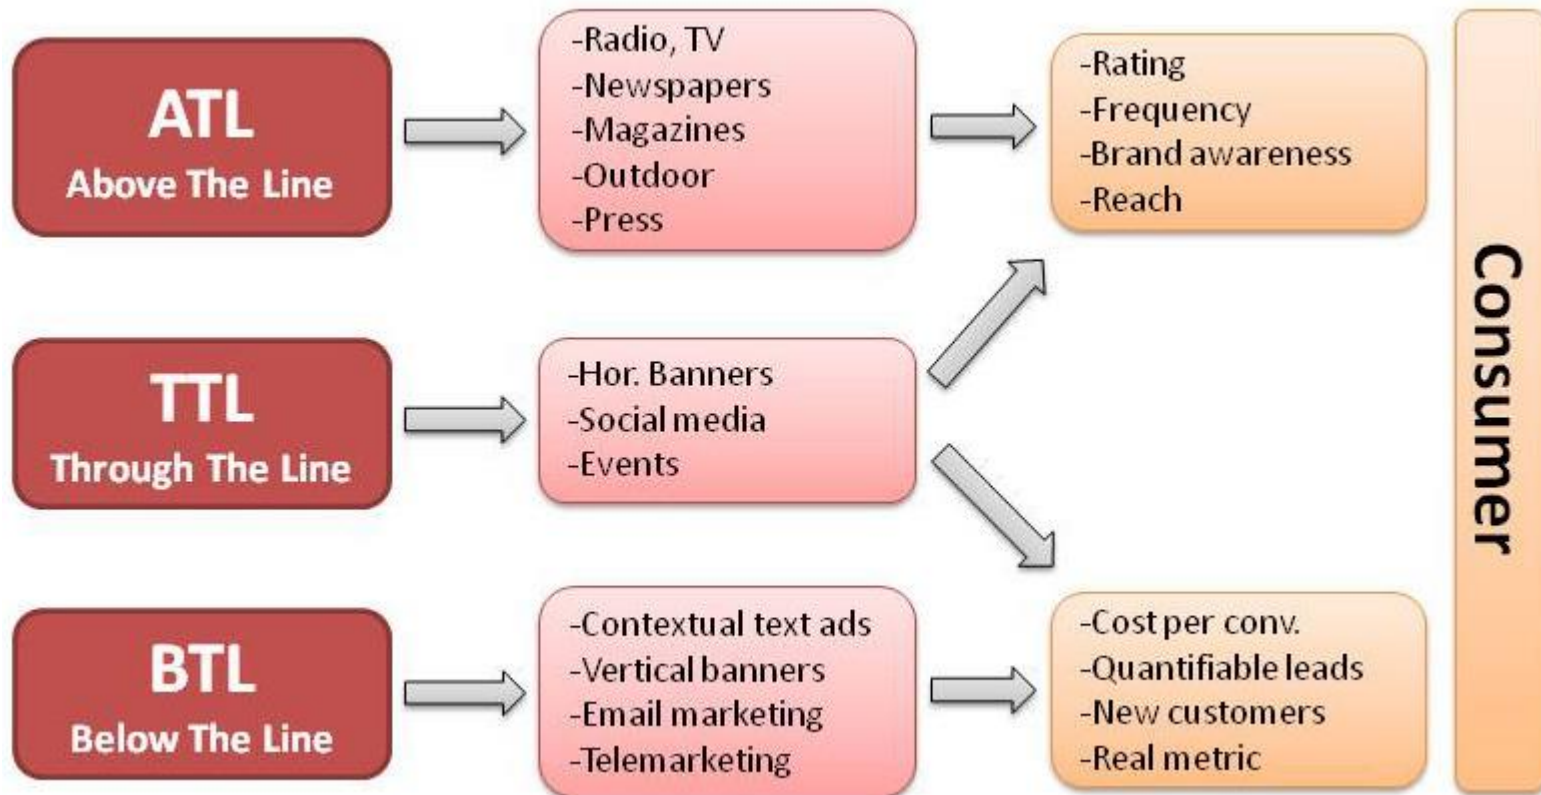 ATL
Above The Line
-Radio, TV
-Newspapers
-Magazines
-Outdoor
-Press
-Rating
-Frequency
-Brand awareness
-Reach
TTL
Through The Line
-Hor. Banners
-Social media
-Events
BTL
Below The Line
-Contextual text ads
-Vertical banners
-Email marketing
-Telemarketing
-Cost per conv.
-Quantifiable leads
-New customers
-Real metric
Consumer